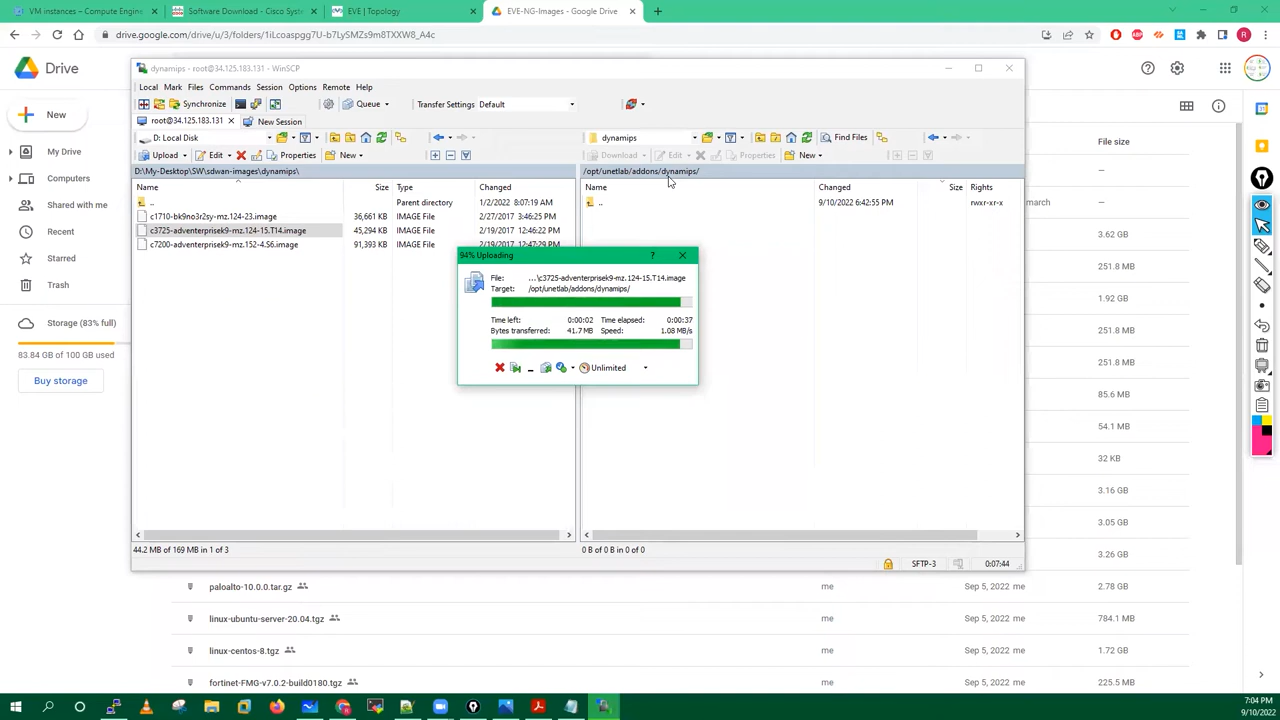 VM instances – Compute Engine
Software Download - Cisco System
EVE | Topology
EVE-NG-Images - Google Drive
drive.google.com/drive/u/3/folders/1iLcoaspgg7U-b7LySMZs9m8TXXW8_A4c
Drive
New
My Drive
Computers
Shared with me
Recent
Starred
Trash
Storage (83% full)
83.84 GB of 100 GB used
Buy storage
dynamips - root@34.125.183.131 - WinSCP
Local Mark Files Commands Session Options Remote Help
Synchronize Queue Transfer Settings Default
root@34.125.183.131 New Session
D: Local Disk
dynamips Find Files
Upload Edit Properties New
Download Edit Properties New
D:\My-Desktop\SW\sdwan-images\dynamips\
/opt/unetlab/addons/dynamips/
Name Size Type Changed
.. Parent directory 1/2/2022 8:07:19 AM
c1710-bk9no3r2sy-mz.124-23.image 36,661 KB IMAGE File 2/27/2017 3:46:25 PM
c3725-adventerprisek9-mz.124-15.T14.image 45,294 KB IMAGE File 2/19/2017 12:46:22 PM
c7200-adventerprisek9-mz.152-4.S6.image 91,393 KB IMAGE File 2/19/2017 12:47:29 PM
Name Changed Size Rights
.. 9/10/2022 6:42:55 PM rwxr-xr-x
94% Uploading
File: ...\c3725-adventerprisek9-mz.124-15.T14.image
Target: /opt/unetlab/addons/dynamips/
Time left: 0:00:02 Time elapsed: 0:00:37
Bytes transferred: 41.7 MB Speed: 1.08 MB/s
Unlimited
44.2 MB of 169 MB in 1 of 3
0 B of 0 B in 0 of 0
SFTP-3 0:07:44
File size
—
march —
3.62 GB
251.8 MB
1.92 GB
251.8 MB
251.8 MB
85.6 MB
54.1 MB
32 KB
3.16 GB
3.05 GB
3.26 GB
paloalto-10.0.0.tar.gz me Sep 5, 2022 me 2.78 GB
linux-ubuntu-server-20.04.tgz me Sep 5, 2022 me 784.1 MB
linux-centos-8.tgz me Sep 5, 2022 me 1.72 GB
fortinet-FMG-v7.0.2-build0180.tgz me Sep 5, 2022 me 225.5 MB
7:04 PM
9/10/2022